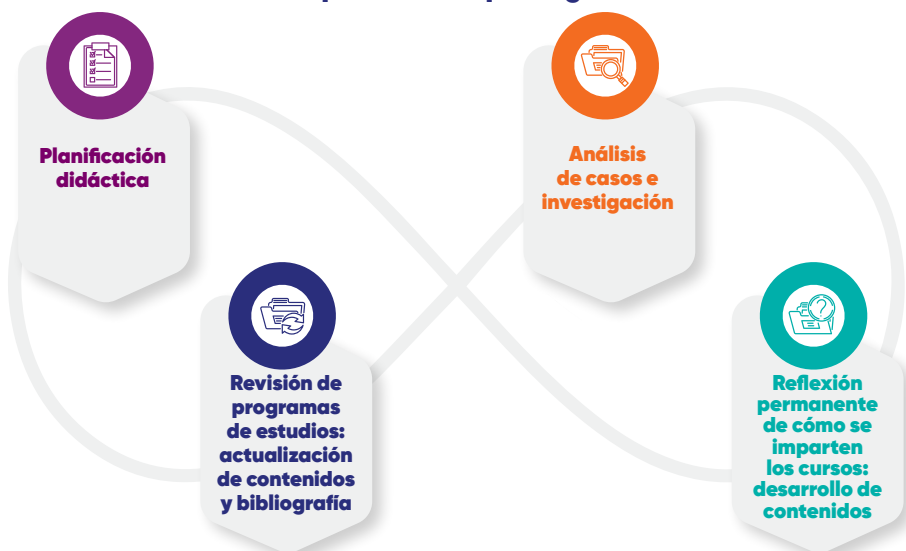 Planificación
didáctica
Análisis
de casos e
investigación
Revisión de
programas
de estudios:
actualización
de contenidos
y bibliografía
Reflexión
permanente
de cómo se
imparten
los cursos:
desarrollo de
contenidos